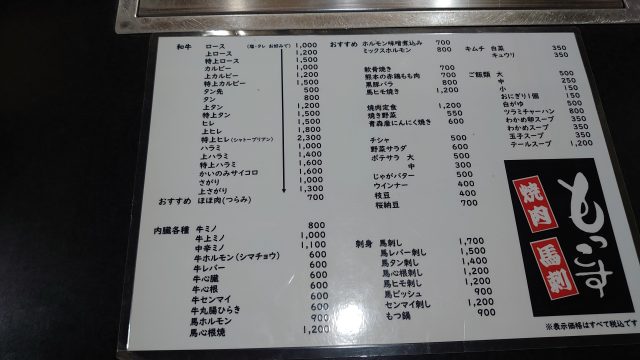 和牛 ロース (塩・タレ お好みで) 1,000
上ロース 1,200
特上ロース 1,500
カルビー 1,000
上カルビー 1,200
特上カルビー 1,500
タン先 500
タン 800
上タン 1,200
特上タン 1,500
ヒレ 1,500
上ヒレ 1,800
特上ヒレ(シャトーブリアン) 2,300
ハラミ 1,000
上ハラミ 1,400
特上ハラミ 1,600
かいのみサイコロ 1,600
さがり 1,000
上さがり 1,300
おすすめ ほほ肉(つらみ) 700
内臓各種 牛ミノ 800
牛上ミノ 1,000
中辛ミノ 1,100
牛ホルモン(シマチョウ) 600
牛レバー 600
牛心臓 600
牛心根 600
牛センマイ 600
牛丸腸ひらき 600
馬ホルモン 900
馬心根焼 1,200
おすすめ ホルモン味噌煮込み 700
ミックスホルモン 800
軟骨焼き 700
熊本の赤鶏もも肉 700
黒豚バラ 800
馬ヒモ焼き 1,200
焼肉定食 1,200
焼き野菜 550
青森産にんにく焼き 600
チシャ 500
野菜サラダ 600
ポテサラ 大 500
中 300
じゃがバター 500
ウインナー 400
枝豆 400
桜納豆 700
刺身 馬刺し 1,700
馬レバー刺し 1,500
馬タン刺し 1,400
馬心根刺し 1,200
馬ヒモ刺し 1,200
馬ビッシュ 900
センマイ刺し 1,200
もつ鍋 900
キムチ 白菜 350
キュウリ 350
ご飯類 大 500
中 250
小 150
おにぎり1個 150
白がゆ 500
ツラミチャーハン 800
わかめ卵スープ 500
わかめスープ 350
玉子スープ 350
テールスープ 1,200
もっこす
焼肉
馬刺
※表示価格はすべて税込